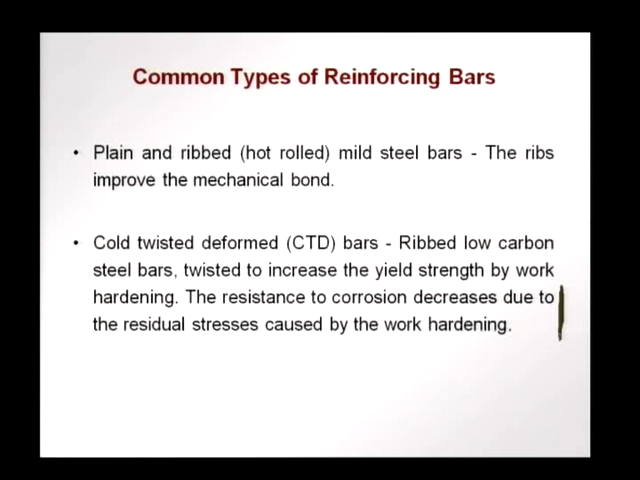 Common Types of Reinforcing Bars
• Plain and ribbed (hot rolled) mild steel bars - The ribs
improve the mechanical bond.
• Cold twisted deformed (CTD) bars - Ribbed low carbon
steel bars, twisted to increase the yield strength by work
hardening. The resistance to corrosion decreases due to
the residual stresses caused by the work hardening.